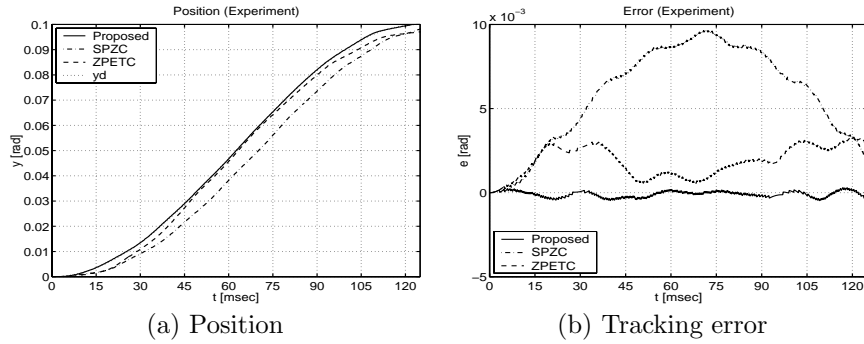 Position (Experiment)
0.1
0.09
0.08
0.07
0.06
0.05
0.04
0.03
0.02
0.01
0
y [rad]
Proposed
SPZC
ZPETC
yd
0 15 30 45 60 75 90 105 120
t [msec]
(a) Position
Error (Experiment)
x 10⁻³
10
5
0
−5
e [rad]
Proposed
SPZC
ZPETC
0 15 30 45 60 75 90 105 120
t [msec]
(b) Tracking error